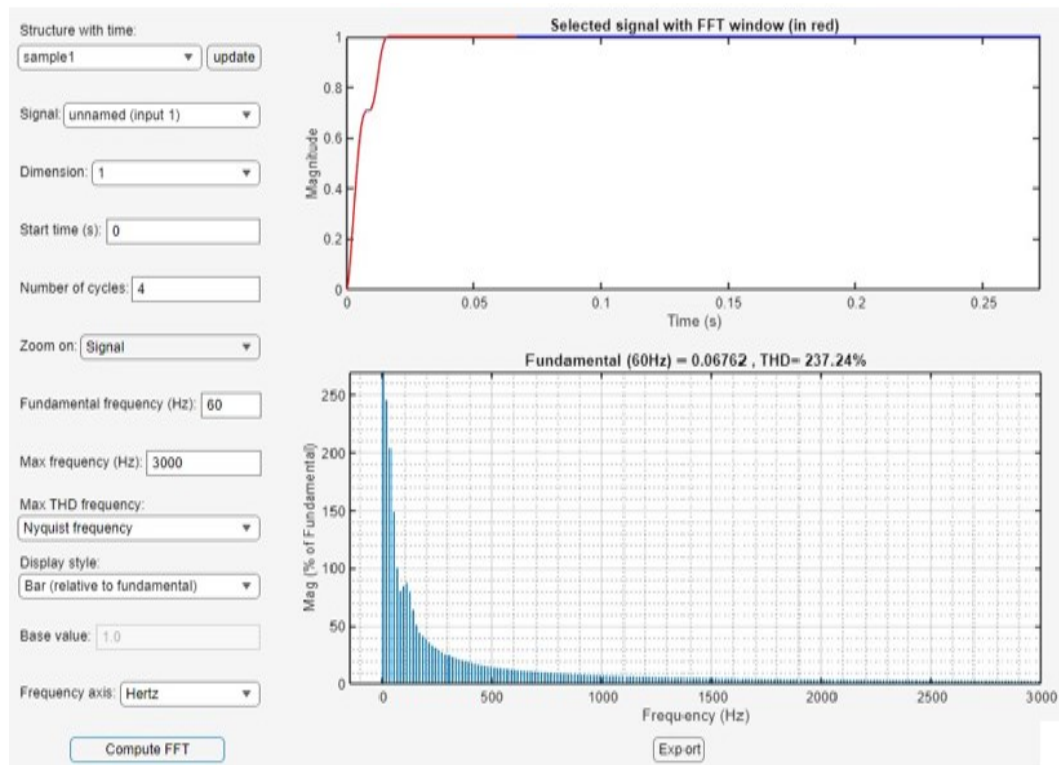 Structure with time:
sample1
update
Signal: unnamed (input 1)
Dimension: 1
Start time (s): 0
Number of cycles: 4
Zoom on: Signal
Fundamental frequency (Hz): 60
Max frequency (Hz): 3000
Max THD frequency:
Nyquist frequency
Display style:
Bar (relative to fundamental)
Base value: 1.0
Frequency axis: Hertz
Compute FFT
Selected signal with FFT window (in red)
Magnitude
1
0.8
0.6
0.4
0.2
0
0 0.05 0.1 0.15 0.2 0.25
Time (s)
Fundamental (60Hz) = 0.06762 , THD= 237.24%
Mag (% of Fundamental)
250
200
150
100
50
0
0 500 1000 1500 2000 2500 3000
Frequency (Hz)
Export